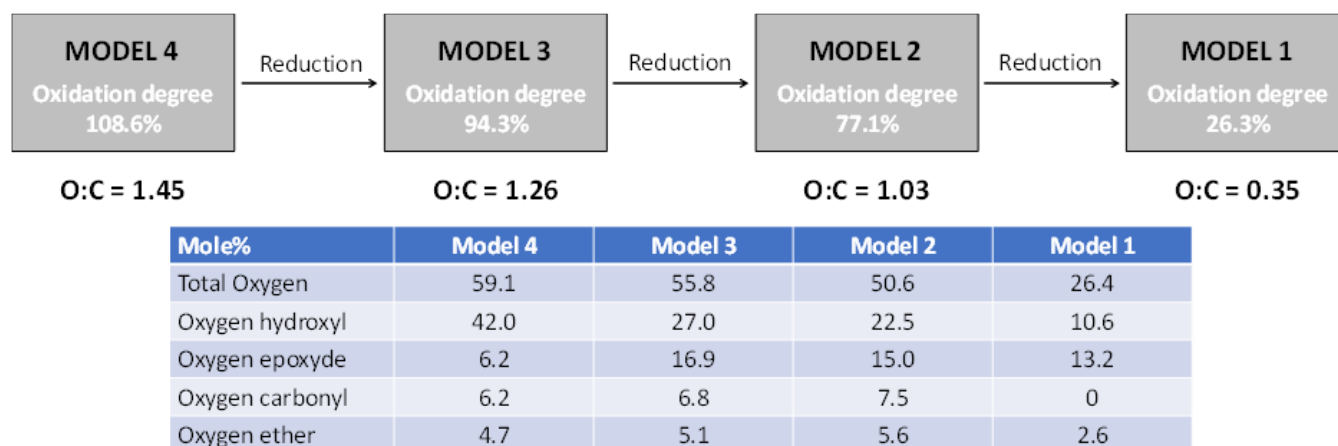 MODEL 4
Oxidation degree
108.6%
Reduction
MODEL 3
Oxidation degree
94.3%
Reduction
MODEL 2
Oxidation degree
77.1%
Reduction
MODEL 1
Oxidation degree
26.3%
O:C = 1.45
O:C = 1.26
O:C = 1.03
O:C = 0.35
Mole% Model 4 Model 3 Model 2 Model 1
Total Oxygen 59.1 55.8 50.6 26.4
Oxygen hydroxyl 42.0 27.0 22.5 10.6
Oxygen epoxyde 6.2 16.9 15.0 13.2
Oxygen carbonyl 6.2 6.8 7.5 0
Oxygen ether 4.7 5.1 5.6 2.6